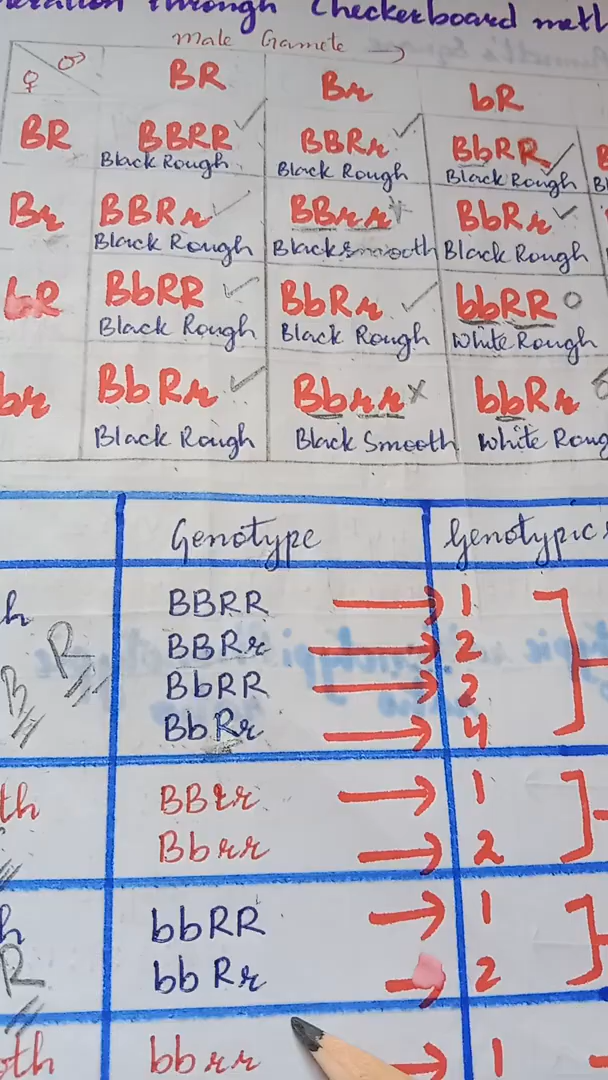 through Checkerboard
male Gamete
♀ ♂ BR Br bR
BR BBRR BBRr BbRR
Black Rough Black Rough Black Rough
Br BBRr BBrr BbRr
Black Rough Black smooth Black Rough
bR BbRR BbRr bbRR
Black Rough Black Rough White Rough
br BbRr Bbrr bbRr
Black Rough Black Smooth White
Genotype Genotypic
BBRR 1
BBRr 2
BbRR 2
BbRr 4
B R
BBrr 1
Bbrr 2
bbRR 1
bbRr 2
R
bbrr 1